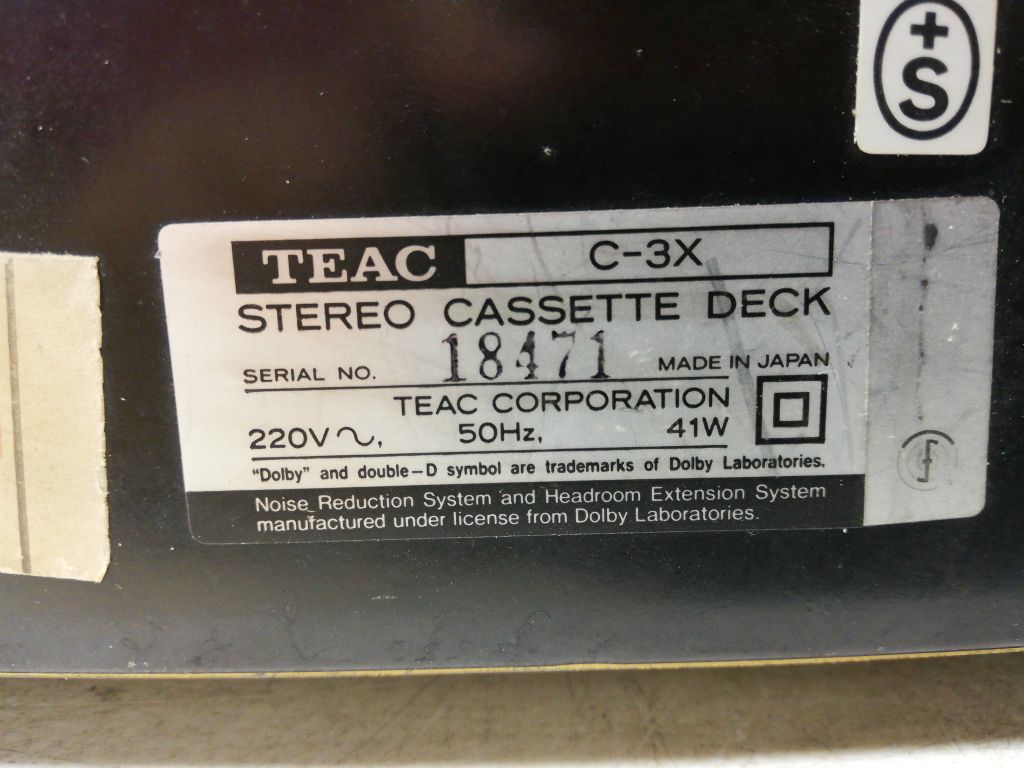 +
S
TEAC C-3X
STEREO CASSETTE DECK
SERIAL NO. 18471 MADE IN JAPAN
TEAC CORPORATION
220V~, 50Hz, 41W
"Dolby" and double-D symbol are trademarks of Dolby Laboratories.
Noise Reduction System and Headroom Extension System
manufactured under license from Dolby Laboratories.